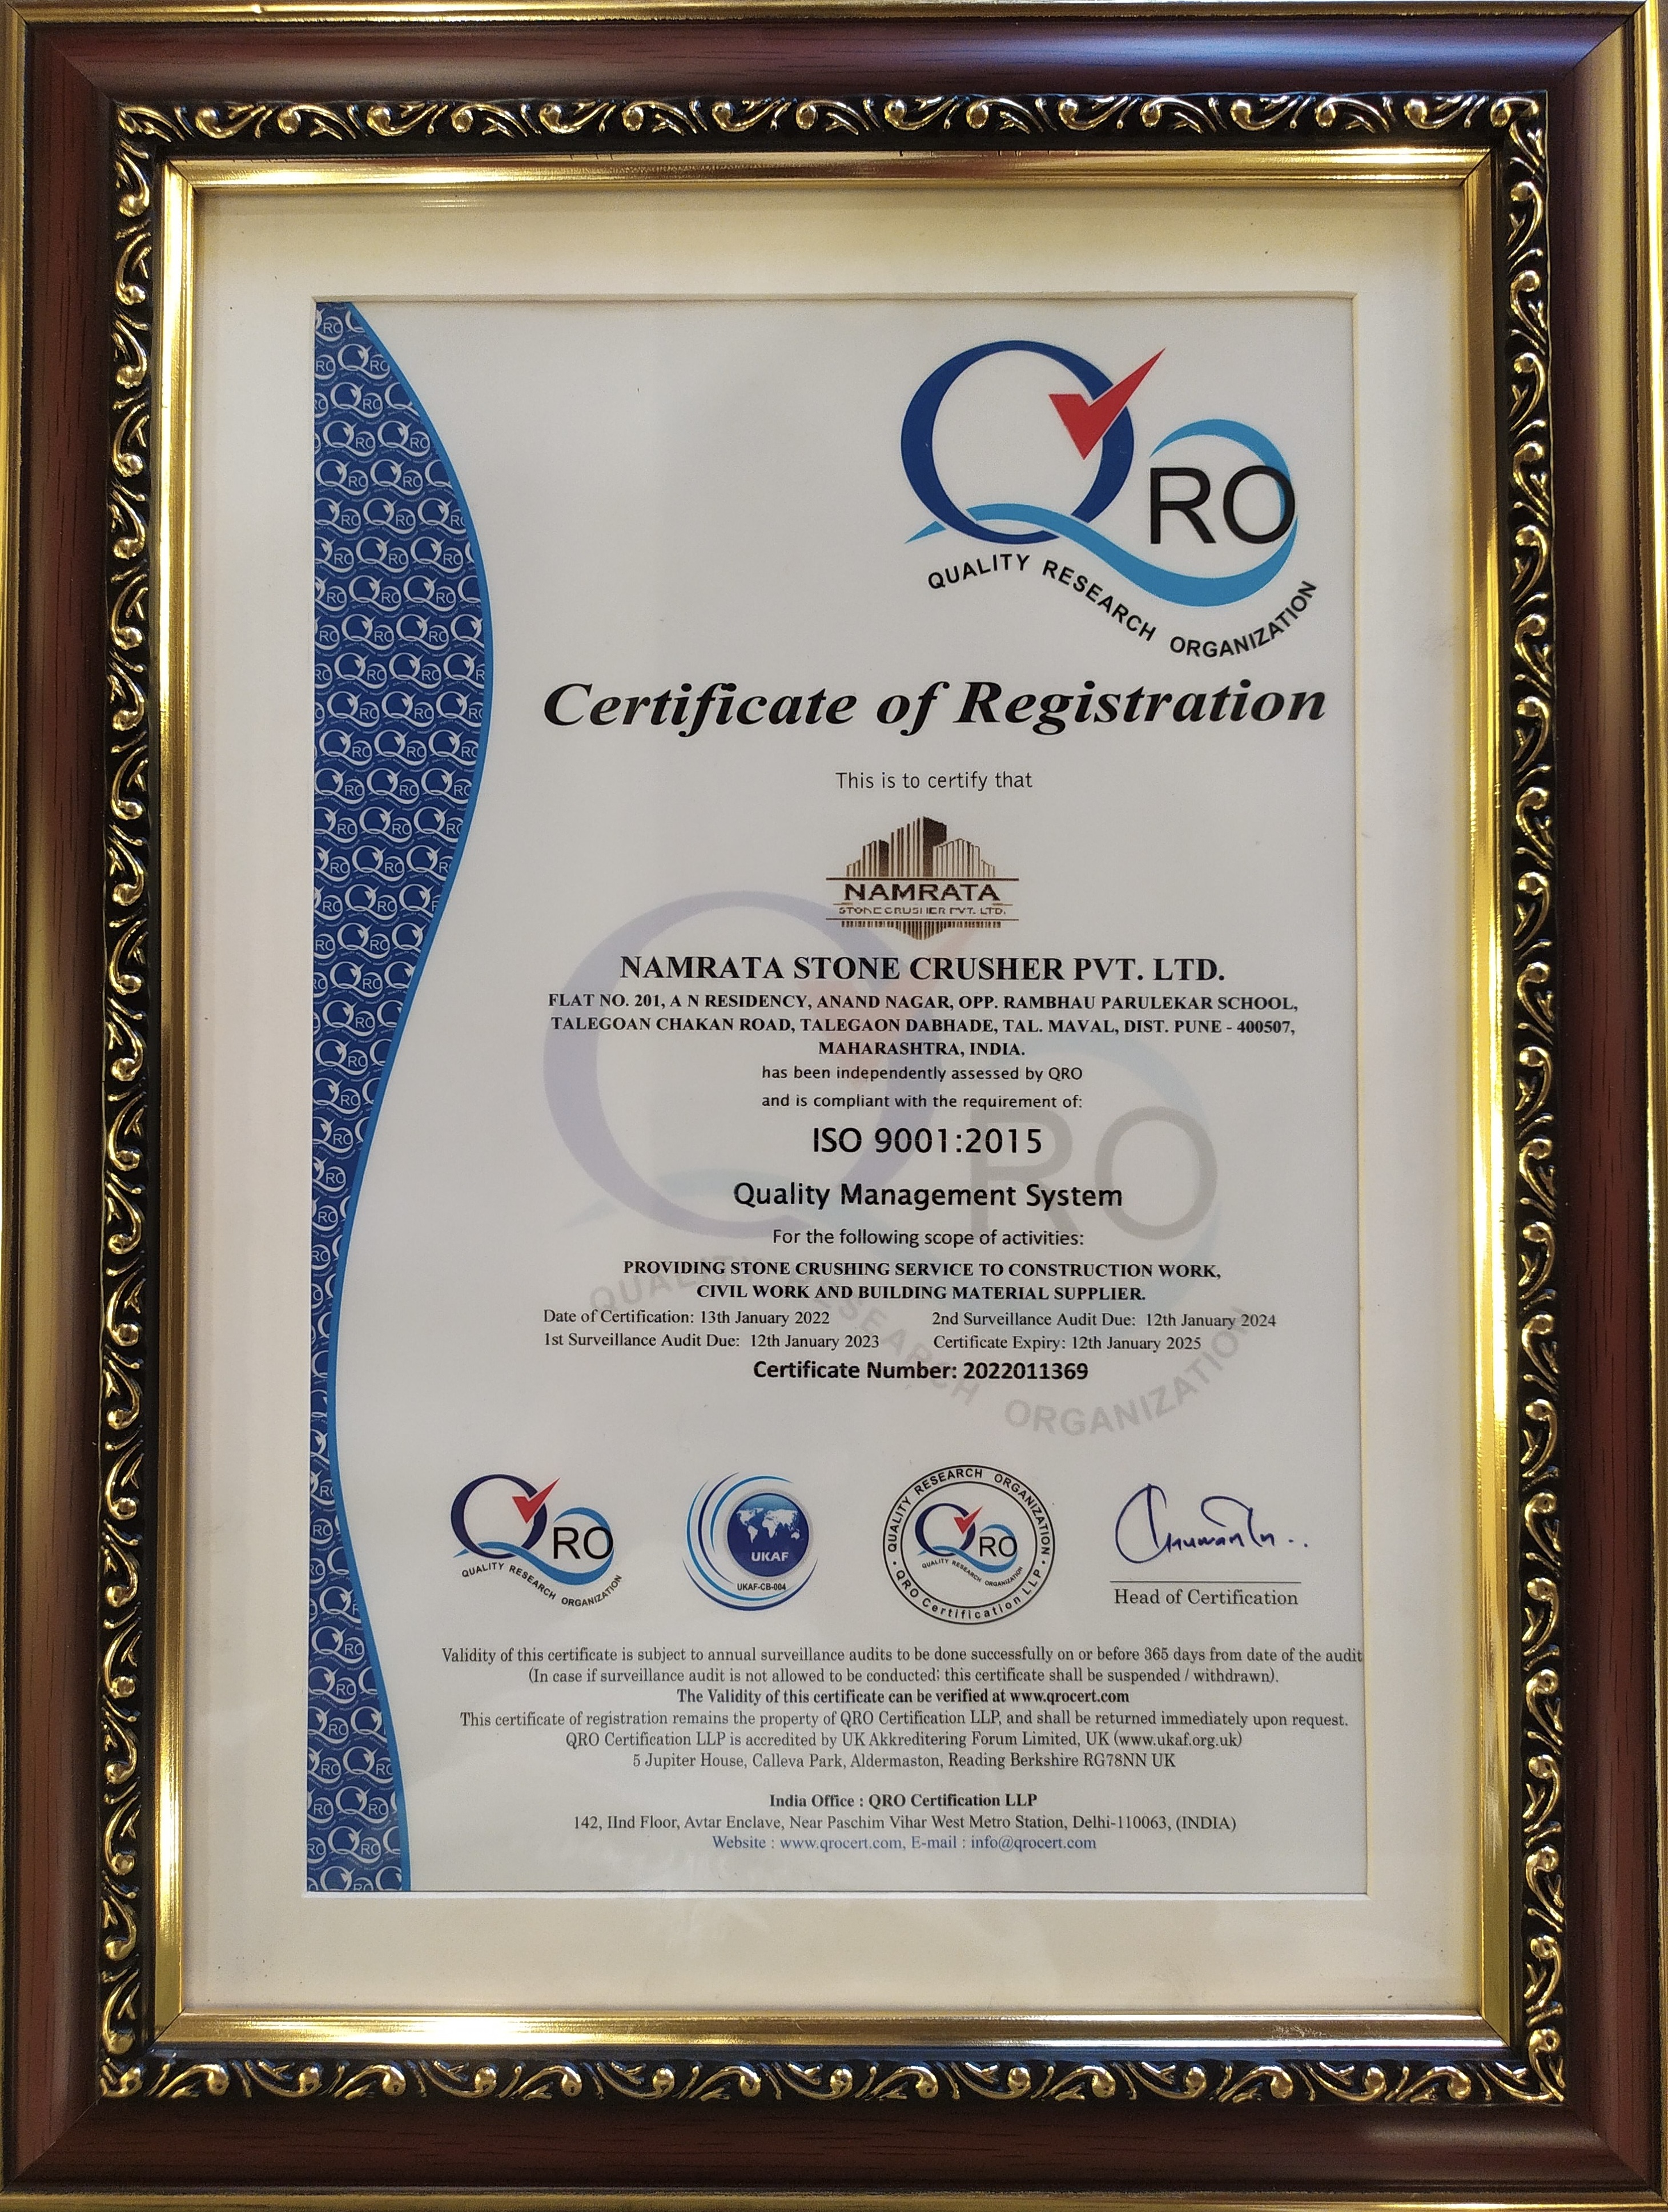 QRO
QUALITY RESEARCH ORGANIZATION
Certificate of Registration
This is to certify that
NAMRATA
STONE CRUSHER PVT. LTD.
NAMRATA STONE CRUSHER PVT. LTD.
FLAT NO. 201, A N RESIDENCY, ANAND NAGAR, OPP. RAMBHAU PARULEKAR SCHOOL,
TALEGOAN CHAKAN ROAD, TALEGAON DABHADE, TAL. MAVAL, DIST. PUNE - 400507,
MAHARASHTRA, INDIA.
has been independently assessed by QRO
and is compliant with the requirement of:
ISO 9001:2015
Quality Management System
For the following scope of activities:
PROVIDING STONE CRUSHING SERVICE TO CONSTRUCTION WORK,
CIVIL WORK AND BUILDING MATERIAL SUPPLIER.
Date of Certification: 13th January 2022 2nd Surveillance Audit Due: 12th January 2024
1st Surveillance Audit Due: 12th January 2023 Certificate Expiry: 12th January 2025
Certificate Number: 2022011369
QRO
QUALITY RESEARCH ORGANIZATION
UKAF
UKAF-CB-004
QUALITY RESEARCH ORGANIZATION
QRO
QUALITY RESEARCH ORGANIZATION
QRO Certification LLP
Head of Certification
Validity of this certificate is subject to annual surveillance audits to be done successfully on or before 365 days from date of the audit
(In case if surveillance audit is not allowed to be conducted; this certificate shall be suspended / withdrawn).
The Validity of this certificate can be verified at www.qrocert.com
This certificate of registration remains the property of QRO Certification LLP, and shall be returned immediately upon request.
QRO Certification LLP is accredited by UK Akkreditering Forum Limited, UK (www.ukaf.org.uk)
5 Jupiter House, Calleva Park, Aldermaston, Reading Berkshire RG78NN UK
India Office : QRO Certification LLP
142, IInd Floor, Avtar Enclave, Near Paschim Vihar West Metro Station, Delhi-110063, (INDIA)
Website : www.qrocert.com, E-mail : info@qrocert.com